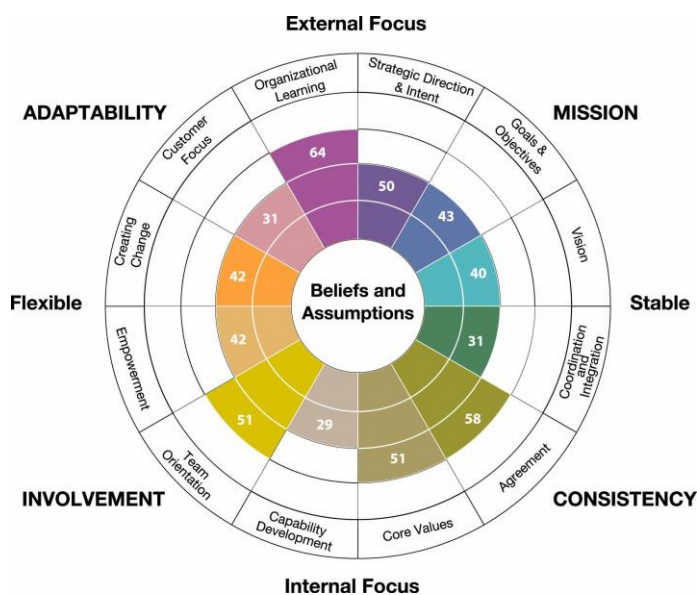 External Focus
ADAPTABILITY
MISSION
Organizational
Learning
Strategic Direction
& Intent
Customer
Focus
Goals &
Objectives
Creating
Change
Vision
64
50
31
43
42
40
Flexible
Beliefs and
Assumptions
Stable
42
31
51
58
29
51
Empowerment
Coordination
and
Integration
Team
Orientation
Agreement
Capability
Development
Core Values
INVOLVEMENT
CONSISTENCY
Internal Focus